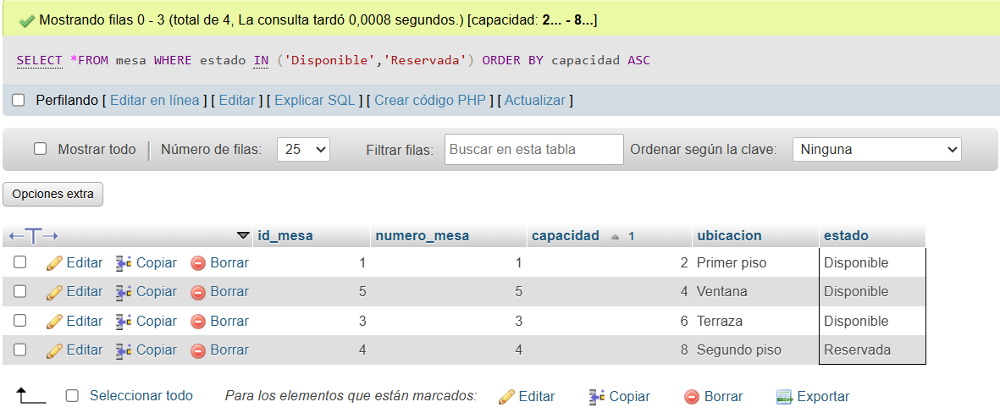 Mostrando filas 0 - 3 (total de 4, La consulta tardó 0,0008 segundos.) [capacidad: 2... - 8...]
SELECT *FROM mesa WHERE estado IN ('Disponible','Reservada') ORDER BY capacidad ASC
Perfilando [ Editar en línea ] [ Editar ] [ Explicar SQL ] [ Crear código PHP ] [ Actualizar ]
Mostrar todo | Número de filas: 25 Filtrar filas: Buscar en esta tabla Ordenar según la clave: Ninguna
Opciones extra
←T→ id_mesa numero_mesa capacidad 1 ubicacion estado
Editar Copiar Borrar 1 1 2 Primer piso Disponible
Editar Copiar Borrar 5 5 4 Ventana Disponible
Editar Copiar Borrar 3 3 6 Terraza Disponible
Editar Copiar Borrar 4 4 8 Segundo piso Reservada
Seleccionar todo Para los elementos que están marcados: Editar Copiar Borrar Exportar